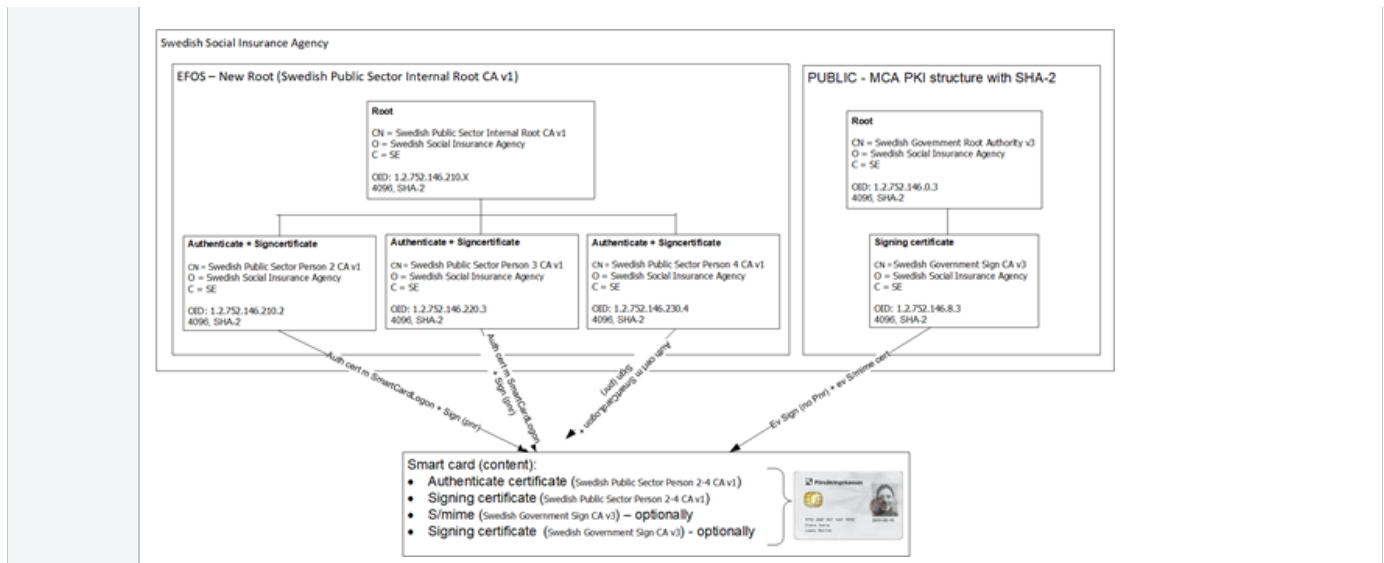 Swedish Social Insurance Agency
EFOS – New Root (Swedish Public Sector Internal Root CA v1)
Root
CN = Swedish Public Sector Internal Root CA v1
O = Swedish Social Insurance Agency
C = SE
OID: 1.2.752.146.210.X
4096, SHA-2
Authenticate + Signcertificate
CN = Swedish Public Sector Person 2 CA v1
O = Swedish Social Insurance Agency
C = SE
OID: 1.2.752.146.210.2
4096, SHA-2
Authenticate + Signcertificate
CN = Swedish Public Sector Person 3 CA v1
O = Swedish Social Insurance Agency
C = SE
OID: 1.2.752.146.220.3
4096, SHA-2
Authenticate + Signcertificate
CN = Swedish Public Sector Person 4 CA v1
O = Swedish Social Insurance Agency
C = SE
OID: 1.2.752.146.230.4
4096, SHA-2
PUBLIC - MCA PKI structure with SHA-2
Root
CN = Swedish Government Root Authority v3
O = Swedish Social Insurance Agency
C = SE
OID: 1.2.752.146.0.3
4096, SHA-2
Signing certificate
CN = Swedish Government Sign CA v3
O = Swedish Social Insurance Agency
C = SE
OID: 1.2.752.146.8.3
4096, SHA-2
Auth cert m SmartCardLogon + Sign (pnr)
Auth cert m SmartCardLogon
+ Sign (pnr)
Auth cert m SmartCardLogon +
Sign (pnr)
Ev Sign (no Pnr) + ev S/mime cert
Smart card (content):
• Authenticate certificate (Swedish Public Sector Person 2-4 CA v1)
• Signing certificate (Swedish Public Sector Person 2-4 CA v1)
• S/mime (Swedish Government Sign CA v3) – optionally
• Signing certificate (Swedish Government Sign CA v3) - optionally
Försäkringskassan